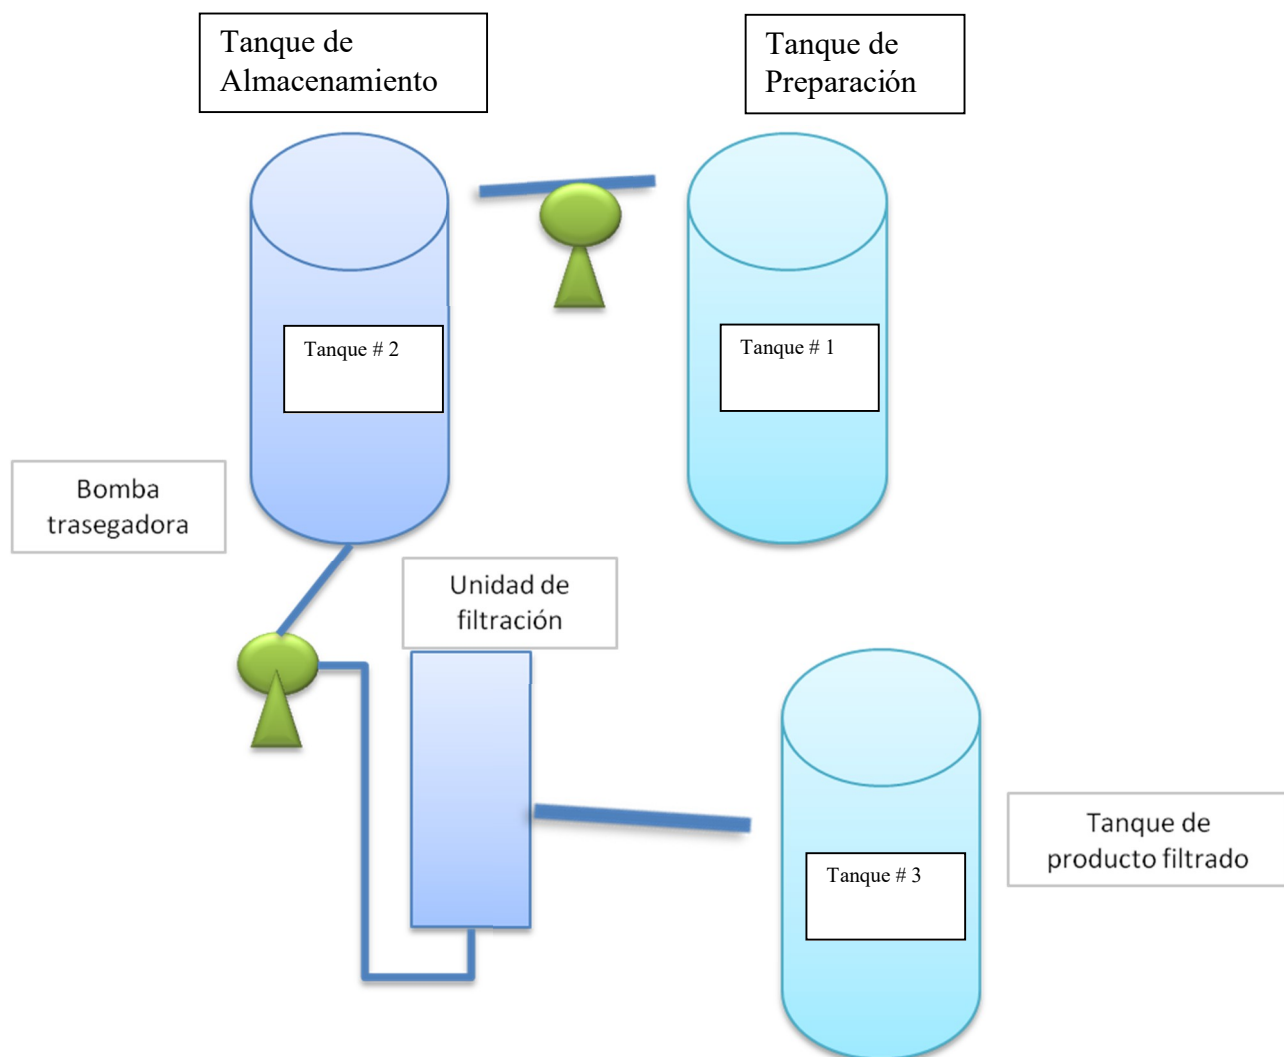 Tanque de
Almacenamiento
Tanque de
Preparación
Tanque # 2
Tanque # 1
Bomba
trasegadora
Unidad de
filtración
Tanque # 3
Tanque de
producto filtrado